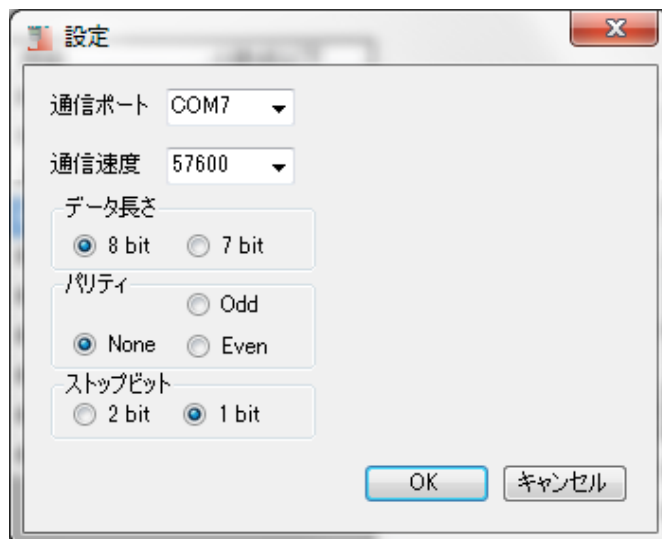 設定
通信ポート COM7
通信速度 57600
データ長さ
8 bit 7 bit
パリティ
Odd
None Even
ストップビット
2 bit 1 bit
OK キャンセル